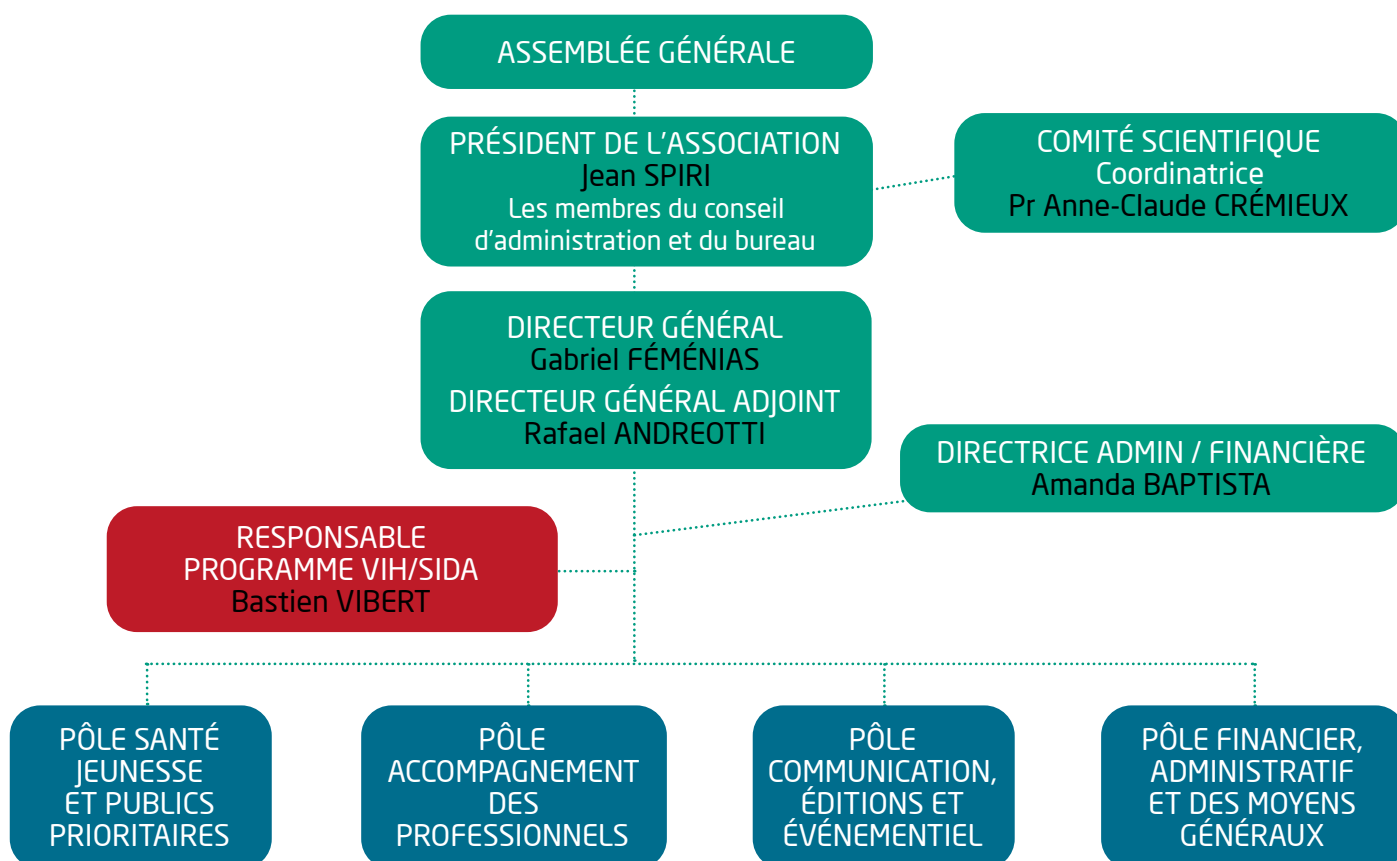 ASSEMBLÉE GÉNÉRALE
PRÉSIDENT DE L'ASSOCIATION
Jean SPIRI
Les membres du conseil
d'administration et du bureau
COMITÉ SCIENTIFIQUE
Coordinatrice
Pr Anne-Claude CRÉMIEUX
DIRECTEUR GÉNÉRAL
Gabriel FÉMÉNIAS
DIRECTEUR GÉNÉRAL ADJOINT
Rafael ANDREOTTI
DIRECTRICE ADMIN / FINANCIÈRE
Amanda BAPTISTA
RESPONSABLE
PROGRAMME VIH/SIDA
Bastien VIBERT
PÔLE SANTÉ
JEUNESSE
ET PUBLICS
PRIORITAIRES
PÔLE
ACCOMPAGNEMENT
DES
PROFESSIONNELS
PÔLE
COMMUNICATION,
ÉDITIONS ET
ÉVÉNEMENTIEL
PÔLE FINANCIER,
ADMINISTRATIF
ET DES MOYENS
GÉNÉRAUX